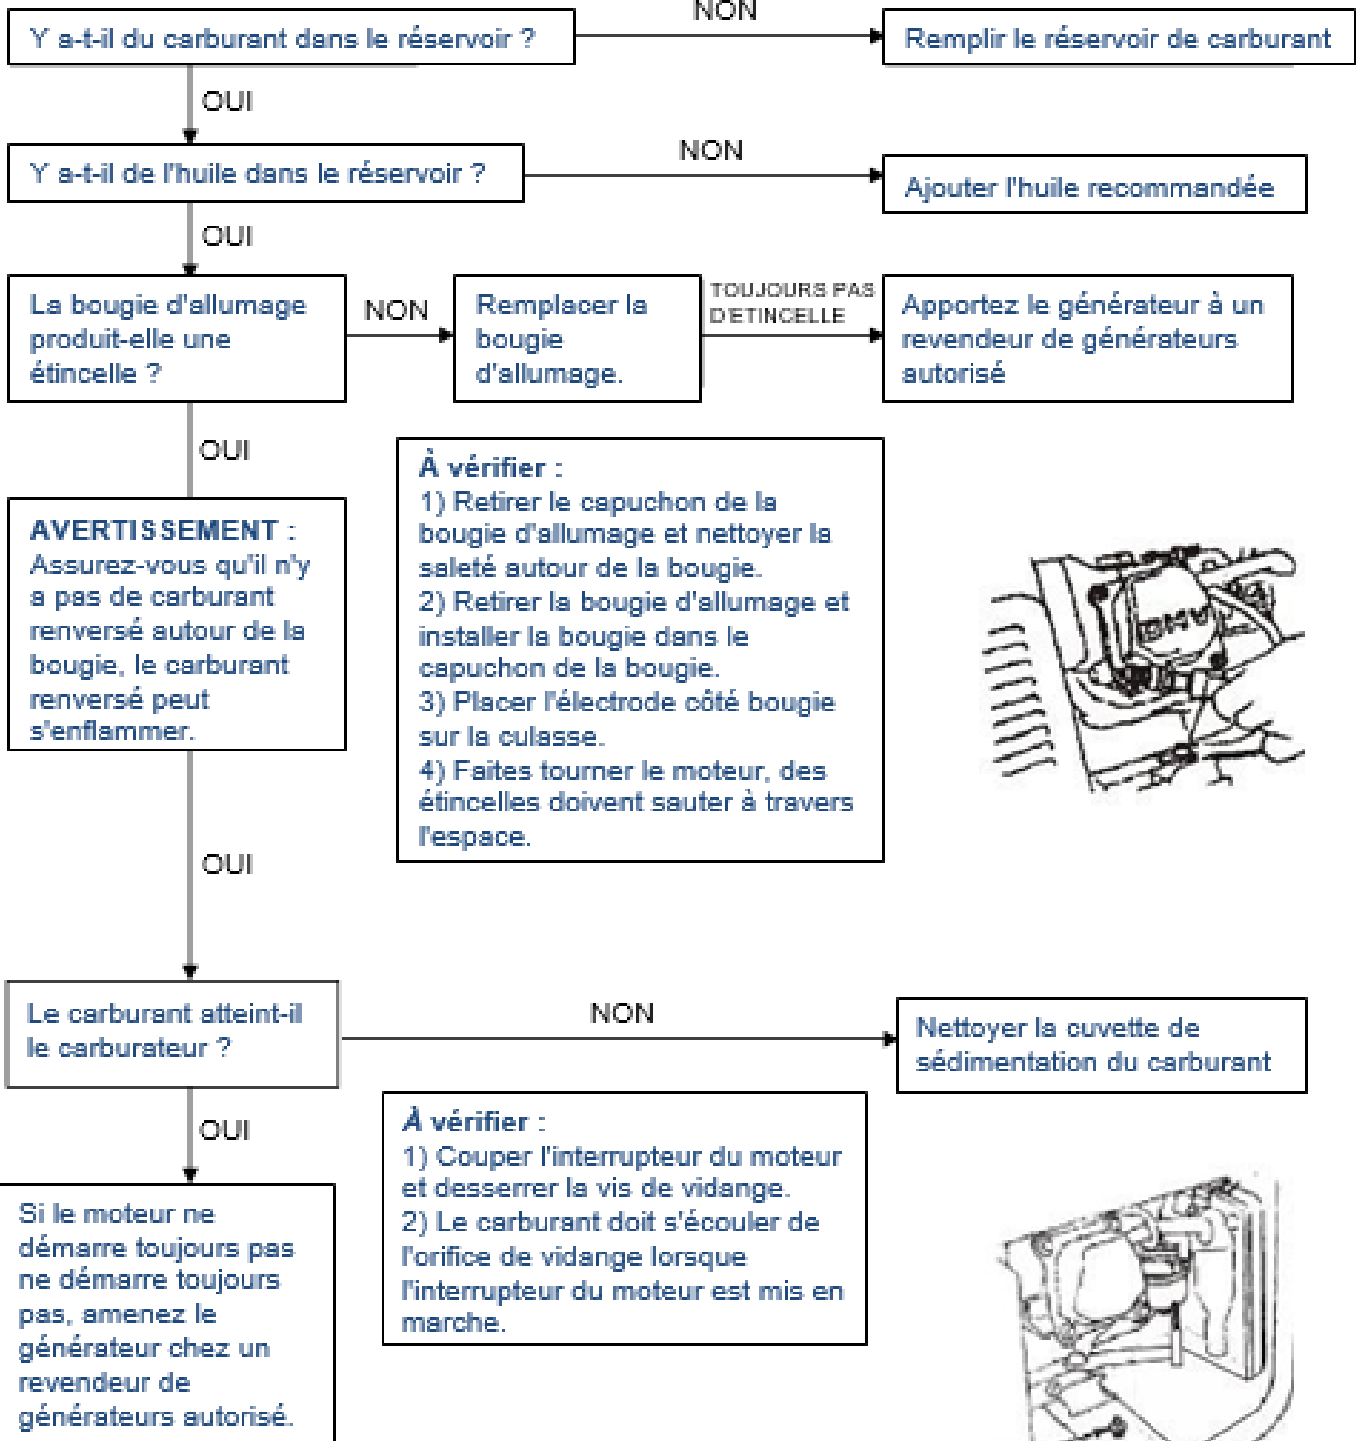 NON
Y a-t-il du carburant dans le réservoir ?
Remplir le réservoir de carburant
OUI
Y a-t-il de l'huile dans le réservoir ?
NON
Ajouter l'huile recommandée
OUI
La bougie d'allumage
produit-elle une
étincelle ?
NON
Remplacer la
bougie
d'allumage.
TOUJOURS PAS
D'ETINCELLE
Apportez le générateur à un
revendeur de générateurs
autorisé
OUI
AVERTISSEMENT :
Assurez-vous qu'il n'y
a pas de carburant
renversé autour de la
bougie, le carburant
renversé peut
s'enflammer.
À vérifier :
1) Retirer le capuchon de la
bougie d'allumage et nettoyer la
saleté autour de la bougie.
2) Retirer la bougie d'allumage et
installer la bougie dans le
capuchon de la bougie.
3) Placer l'électrode côté bougie
sur la culasse.
4) Faites tourner le moteur, des
étincelles doivent sauter à travers
l'espace.
OUI
Le carburant atteint-il
le carburateur ?
NON
Nettoyer la cuvette de
sédimentation du carburant
OUI
À vérifier :
1) Couper l'interrupteur du moteur
et desserrer la vis de vidange.
2) Le carburant doit s'écouler de
l'orifice de vidange lorsque
l'interrupteur du moteur est mis en
marche.
Si le moteur ne
démarre toujours pas
ne démarre toujours
pas, amenez le
générateur chez un
revendeur de
générateurs autorisé.